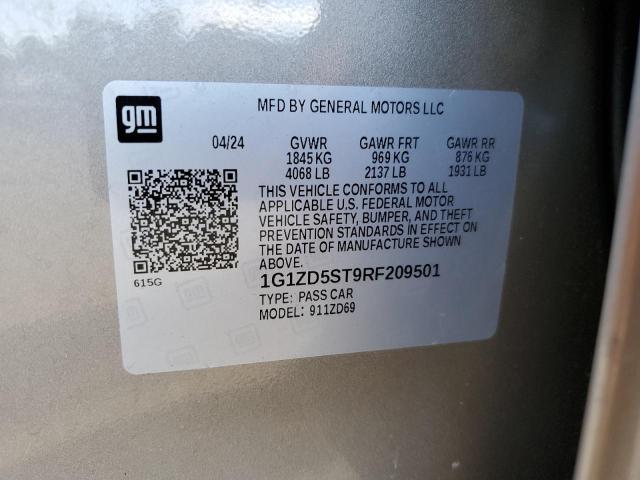 gm
MFD BY GENERAL MOTORS LLC
04/24 GVWR GAWR FRT GAWR RR
1845 KG 969 KG 876 KG
4068 LB 2137 LB 1931 LB
THIS VEHICLE CONFORMS TO ALL
APPLICABLE U.S. FEDERAL MOTOR
VEHICLE SAFETY, BUMPER, AND THEFT
PREVENTION STANDARDS IN EFFECT ON
THE DATE OF MANUFACTURE SHOWN
ABOVE.
615G
1G1ZD5ST9RF209501
TYPE: PASS CAR
MODEL: 911ZD69